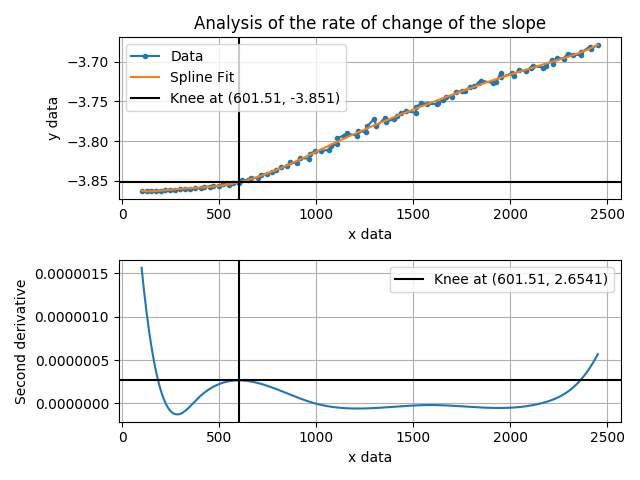 Analysis of the rate of change of the slope
Data
Spline Fit
Knee at (601.51, -3.851)
−3.70
−3.75
−3.80
−3.85
y data
0 500 1000 1500 2000 2500
x data
Knee at (601.51, 2.6541)
0.0000015
0.0000010
0.0000005
0.0000000
Second derivative
0 500 1000 1500 2000 2500
x data